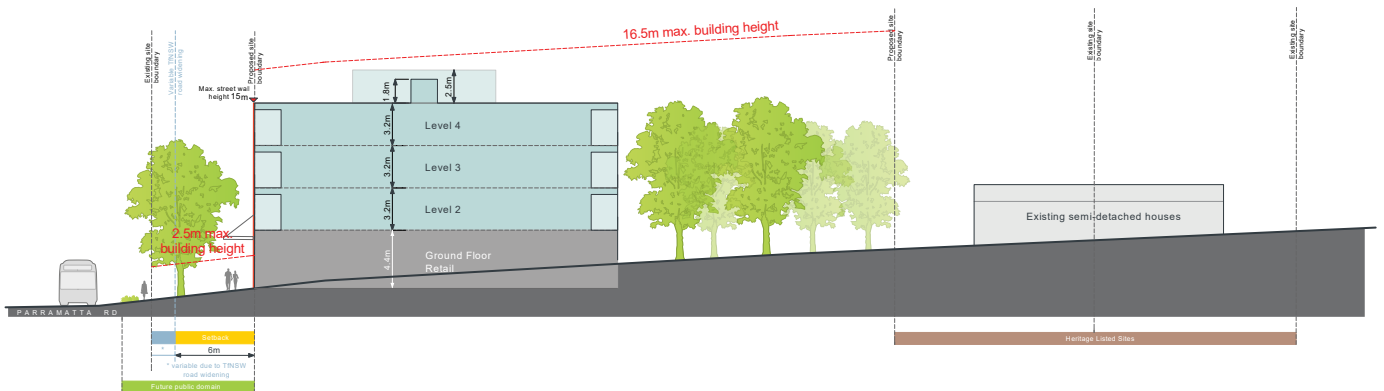 16.5m max. building height
Existing site
boundary
Variable TfNSW
road widening
Proposed site
boundary
Proposed site
boundary
Existing site
boundary
Existing site
boundary
Max. street wall
height 15m
1.8m
2.5m
3.2m
Level 4
3.2m
Level 3
3.2m
Level 2
2.5m max.
building height
4.4m
Ground Floor
Retail
Existing semi-detached houses
PARRAMATTA RD
Setback
Heritage Listed Sites
*
6m
* variable due to TfNSW
road widening
Future public domain